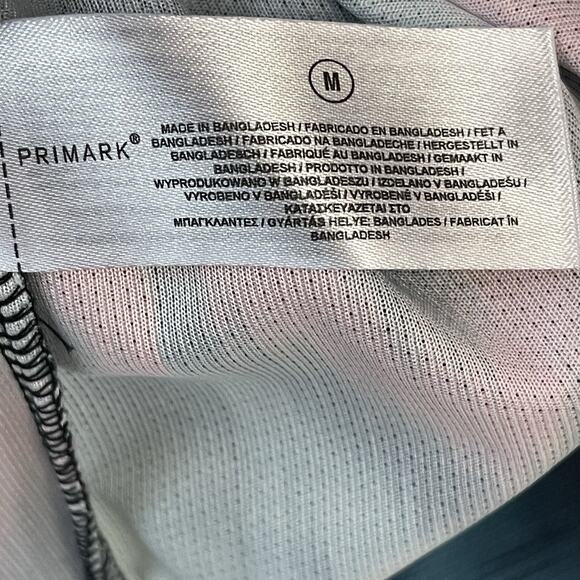 M
PRIMARK®
MADE IN BANGLADESH / FABRICADO EN BANGLADESH / FET A
BANGLADESH / FABRICADO NA BANGLADECHE / HERGESTELLT IN
BANGLADESCH / FABRIQUÉ AU BANGLADESH / GEMAAKT IN
BANGLADESH / PRODOTTO IN BANGLADESH /
WYPRODUKOWANO W BANGLADESZU / IZDELANO V BANGLADEŠU /
VYROBENO V BANGLADÉŠI / VYROBENÉ V BANGLADÉŠI /
ΚΑΤΑΣΚΕΥΑΖΕΤΑΙ ΣΤΟ
ΜΠΑΓΚΛΑΝΤΕΣ / GYÁRTÁS HELYE: BANGLADES / FABRICAT ÎN
BANGLADESH